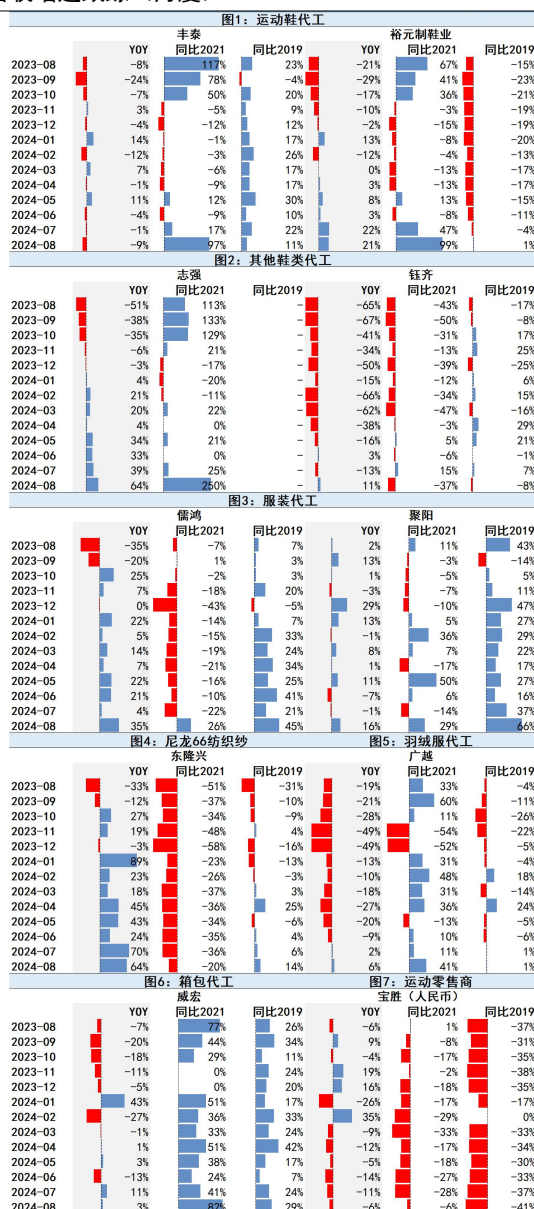 图1：运动鞋代工
丰泰 裕元制鞋业
YOY 同比2021 同比2019 YOY 同比2021 同比2019
2023-08 -8% 117% 23% -21% 67% -15%
2023-09 -24% 78% -4% -29% 41% -23%
2023-10 -7% 50% 20% -17% 36% -21%
2023-11 3% -5% 9% -10% -3% -19%
2023-12 -4% -12% 12% -2% -15% -19%
2024-01 14% -1% 17% 13% -8% -20%
2024-02 -12% -3% 26% -12% -4% -13%
2024-03 7% -6% 17% 0% -13% -17%
2024-04 -1% -9% 17% 3% -13% -17%
2024-05 11% 12% 30% 8% 13% -15%
2024-06 -4% -9% 10% 3% -8% -11%
2024-07 -1% 17% 22% 22% 47% -4%
2024-08 -9% 97% 11% 21% 99% 1%
图2：其他鞋类代工
志强 钰齐
YOY 同比2021 同比2019 YOY 同比2021 同比2019
2023-08 -51% 113% - -65% -43% -17%
2023-09 -38% 133% - -67% -50% -8%
2023-10 -35% 129% - -41% -31% 17%
2023-11 -6% 21% - -34% -13% 25%
2023-12 -3% -17% - -50% -39% -25%
2024-01 4% -20% - -15% -12% 6%
2024-02 21% -11% - -66% -34% 15%
2024-03 20% 22% - -62% -47% -16%
2024-04 4% 0% - -38% -3% 29%
2024-05 34% 21% - -16% 5% 21%
2024-06 33% 0% - 3% -6% -1%
2024-07 39% 25% - -13% 15% 7%
2024-08 64% 250% - 11% -37% -8%
图3：服装代工
儒鸿 聚阳
YOY 同比2021 同比2019 YOY 同比2021 同比2019
2023-08 -35% -7% 7% 2% 11% 43%
2023-09 -20% 1% 3% 13% -3% -14%
2023-10 25% -2% 3% 1% -5% 5%
2023-11 7% -18% 20% -3% -7% 11%
2023-12 0% -43% -5% 29% -10% 47%
2024-01 22% -14% 7% 13% 5% 27%
2024-02 5% -15% 33% -1% 36% 29%
2024-03 14% -19% 24% 8% 7% 22%
2024-04 7% -21% 34% 1% -17% 17%
2024-05 22% -16% 25% 11% 50% 27%
2024-06 21% -10% 41% -7% 6% 16%
2024-07 4% -22% 21% -1% -14% 37%
2024-08 35% 26% 45% 16% 29% 66%
图4：尼龙66纺织纱 图5：羽绒服代工
东隆兴 广越
YOY 同比2021 同比2019 YOY 同比2021 同比2019
2023-08 -33% -51% -31% -19% 33% -4%
2023-09 -12% -37% -10% -21% 60% -11%
2023-10 27% -34% -9% -28% 11% -26%
2023-11 19% -48% 4% -49% -54% -22%
2023-12 -3% -58% -16% -49% -52% -5%
2024-01 89% -23% -13% -13% 31% -4%
2024-02 23% -26% -3% -10% 48% 18%
2024-03 18% -37% 3% -18% 31% -14%
2024-04 45% -36% 25% -27% 36% 24%
2024-05 43% -34% -6% -20% -13% -5%
2024-06 24% -35% 4% -9% 10% -6%
2024-07 70% -36% 6% 2% 11% 1%
2024-08 64% -20% 14% 6% 41% 1%
图6：箱包代工 图7：运动零售商
威宏 宝胜（人民币）
YOY 同比2021 同比2019 YOY 同比2021 同比2019
2023-08 -7% 77% 26% -6% 1% -37%
2023-09 -20% 44% 34% 9% -8% -31%
2023-10 -18% 29% 11% -4% -17% -35%
2023-11 -11% 0% 24% 19% -2% -38%
2023-12 -5% 0% 20% 16% -18% -35%
2024-01 43% 51% 17% -26% -17% -17%
2024-02 -27% 36% 33% 35% -29% 0%
2024-03 -1% 33% 24% -9% -33% -33%
2024-04 1% 51% 42% -12% -17% -34%
2024-05 3% 38% 17% -5% -18% -30%
2024-06 -13% 24% 7% -14% -27% -33%
2024-07 11% 41% 24% -11% -28% -37%
2024-08 3% 82% 29% -6% -6% -41%